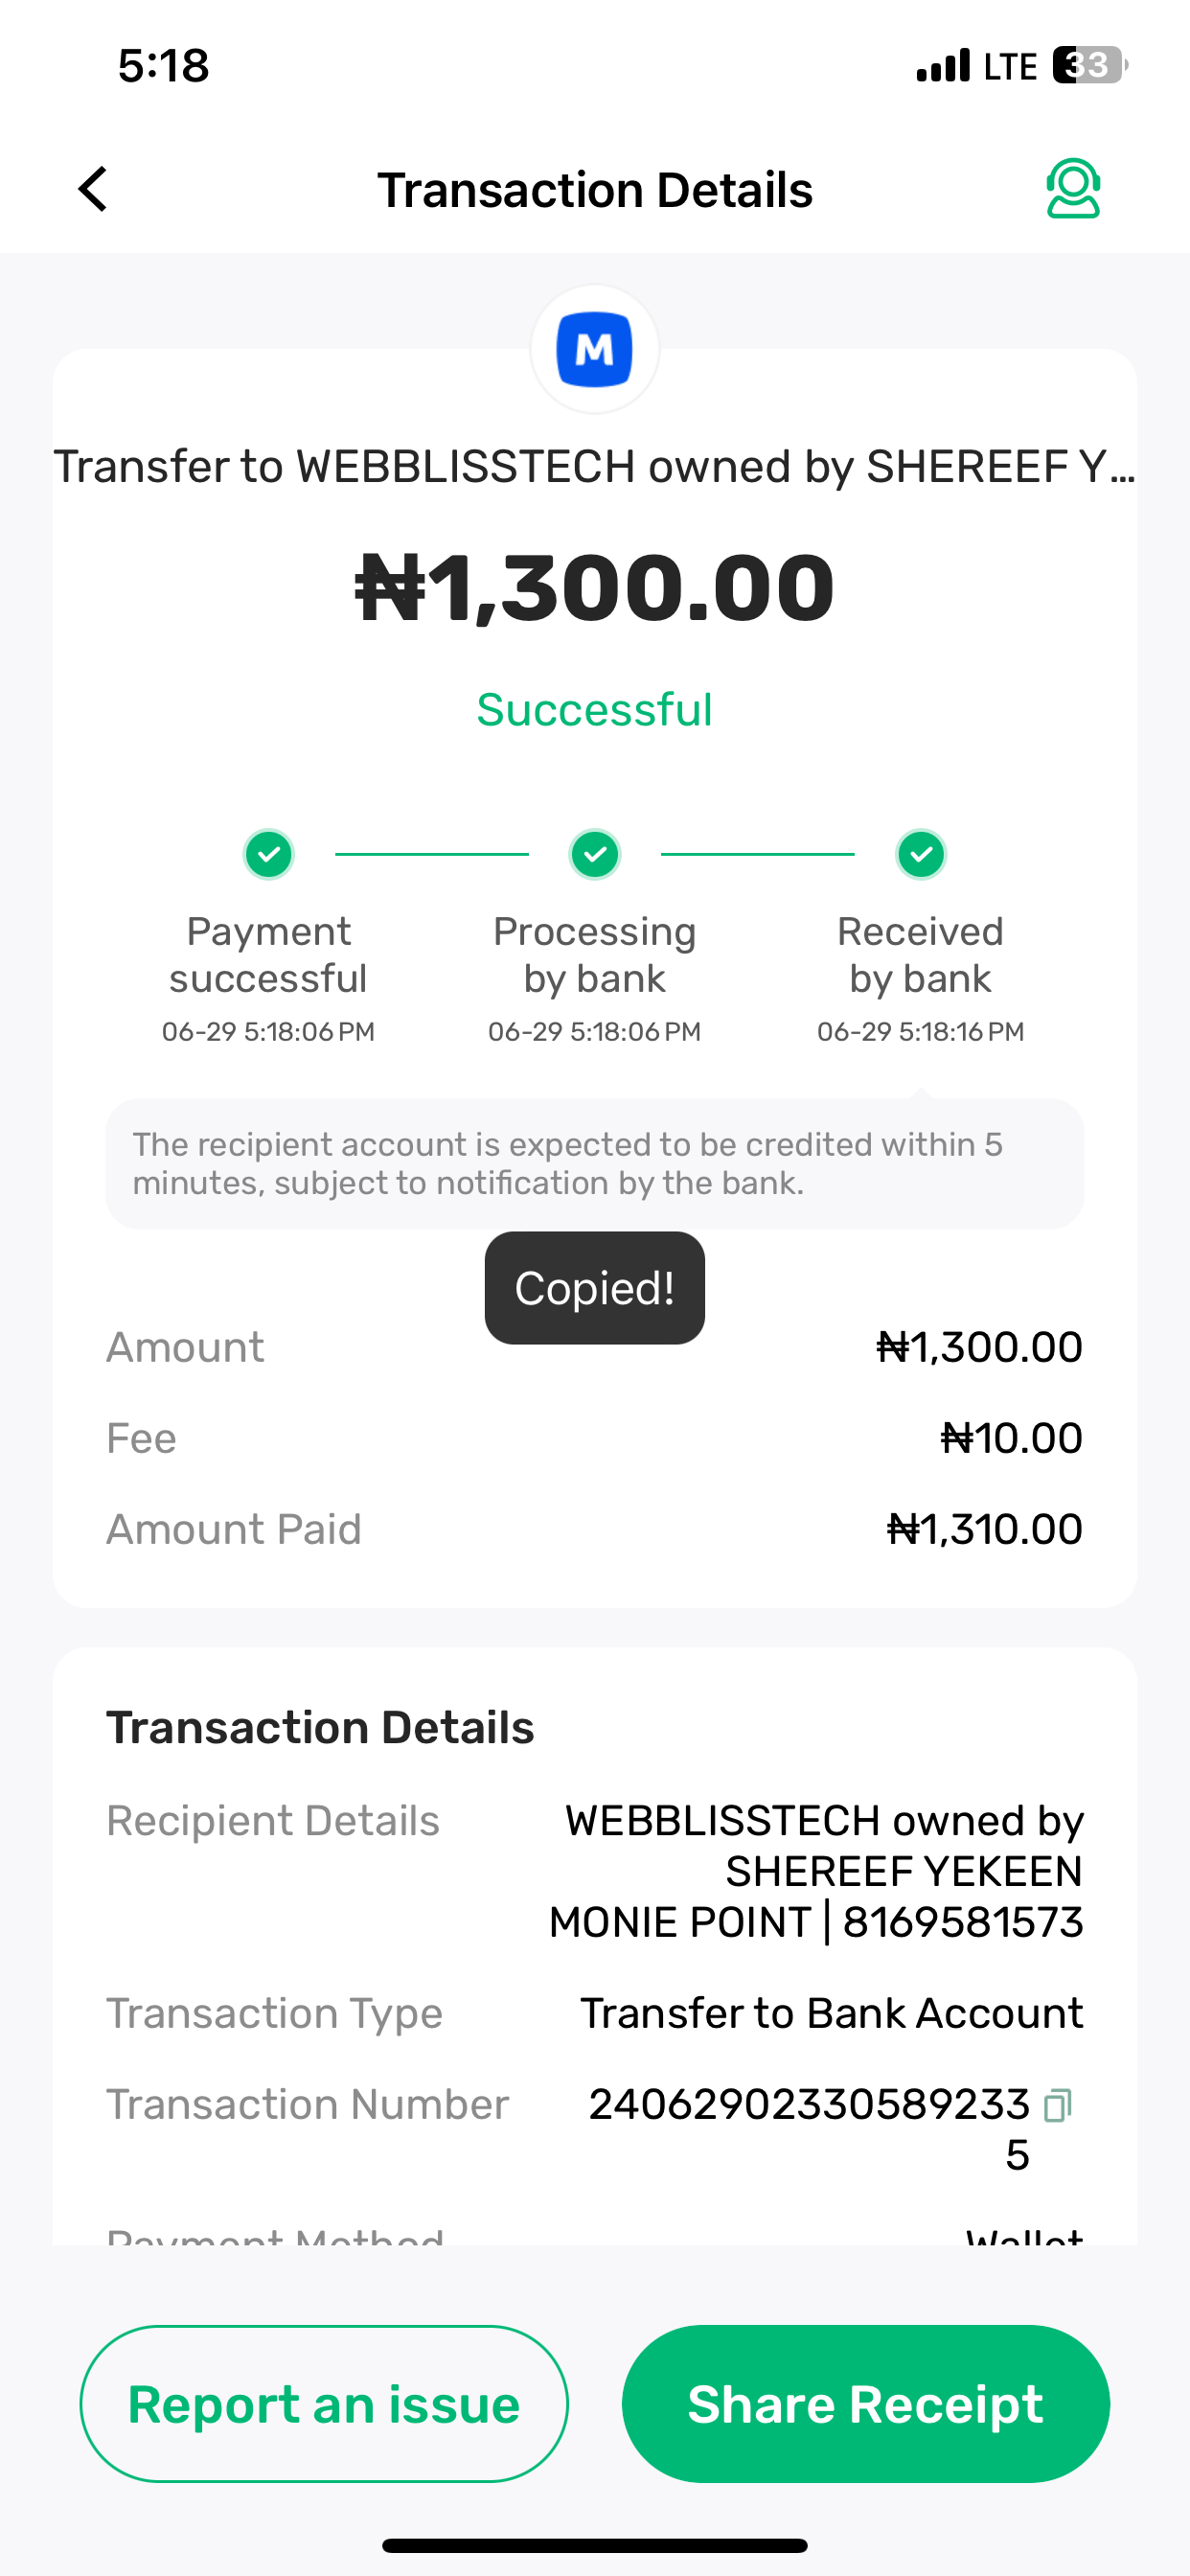 5:18
LTE 33
Transaction Details
M
Transfer to WEBBLISSTECH owned by SHEREEF Y...
₦1,300.00
Successful
Payment successful
Processing by bank
Received by bank
06-29 5:18:06 PM
06-29 5:18:06 PM
06-29 5:18:16 PM
The recipient account is expected to be credited within 5
minutes, subject to notification by the bank.
Copied!
Amount ₦1,300.00
Fee ₦10.00
Amount Paid ₦1,310.00
Transaction Details
Recipient Details WEBBLISSTECH owned by
SHEREEF YEKEEN
MONIE POINT | 8169581573
Transaction Type Transfer to Bank Account
Transaction Number 24062902330589233
5
Payment Method Wallet
Report an issue
Share Receipt